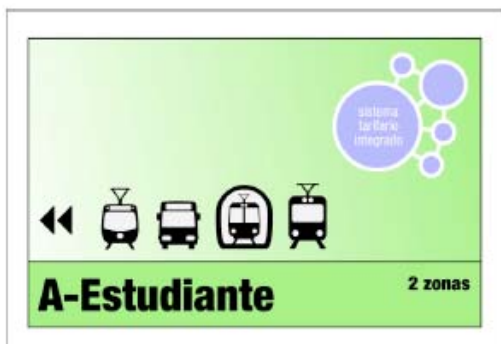 sistema
tarifario
integrado
A-Estudiante
2 zonas